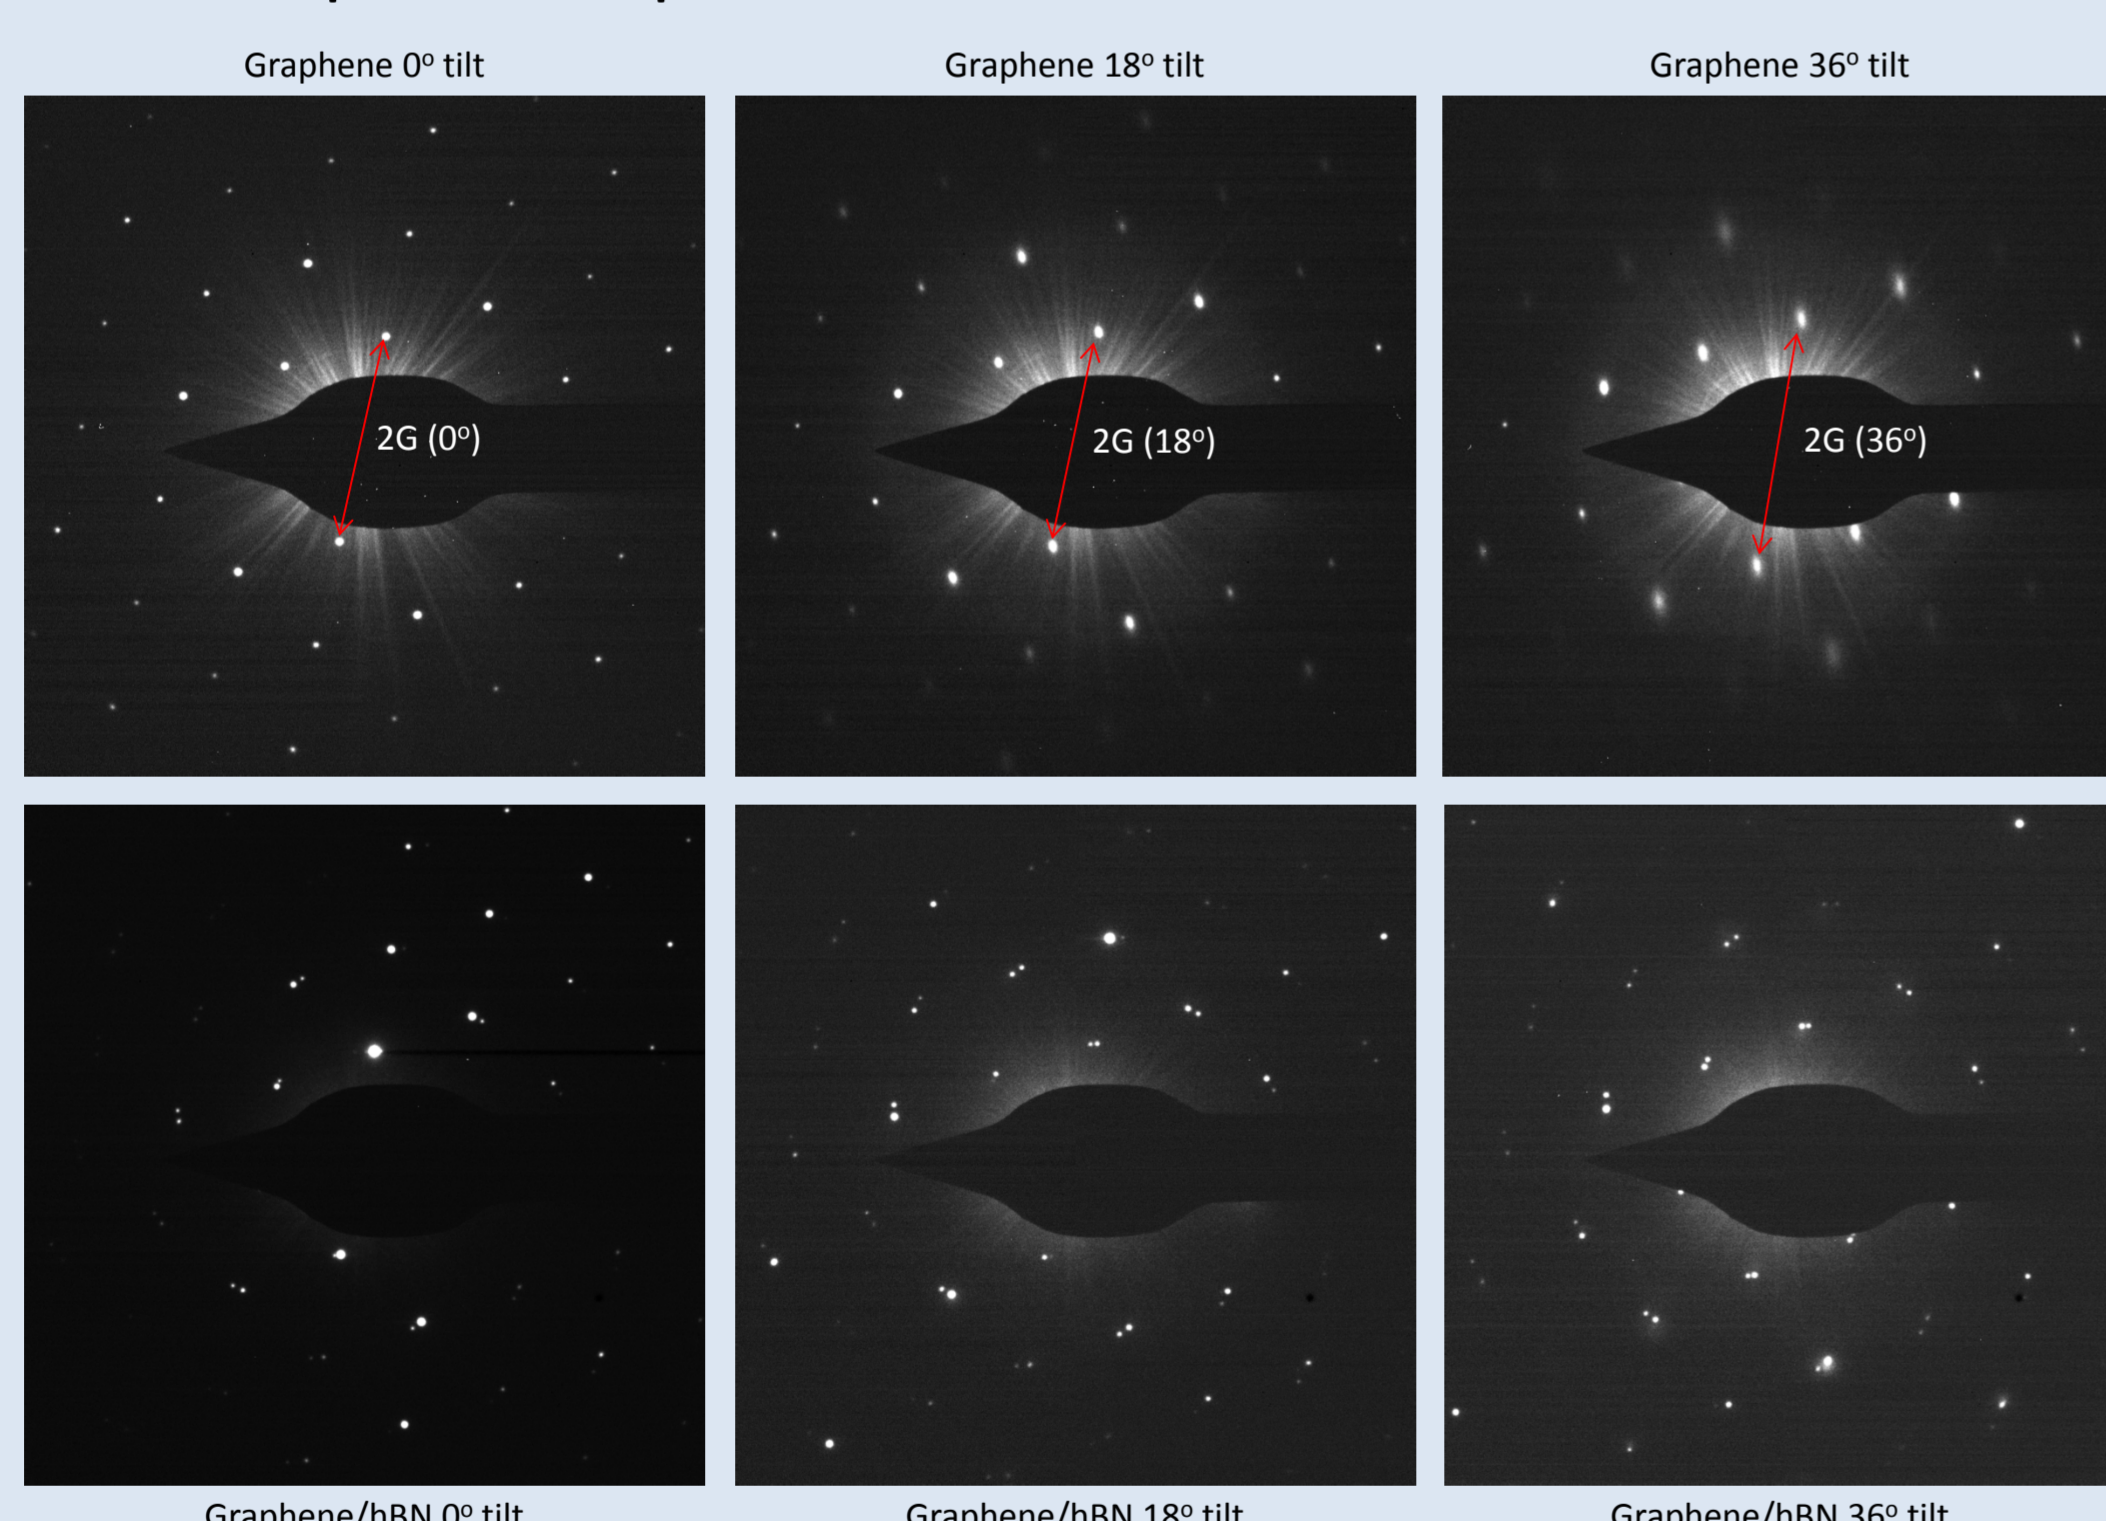 Graphene 0º tilt
Graphene 18º tilt
Graphene 36º tilt
2G (0º)
2G (18º)
2G (36º)
Graphene/hBN 0º tilt
Graphene/hBN 18º tilt
Graphene/hBN 36º tilt